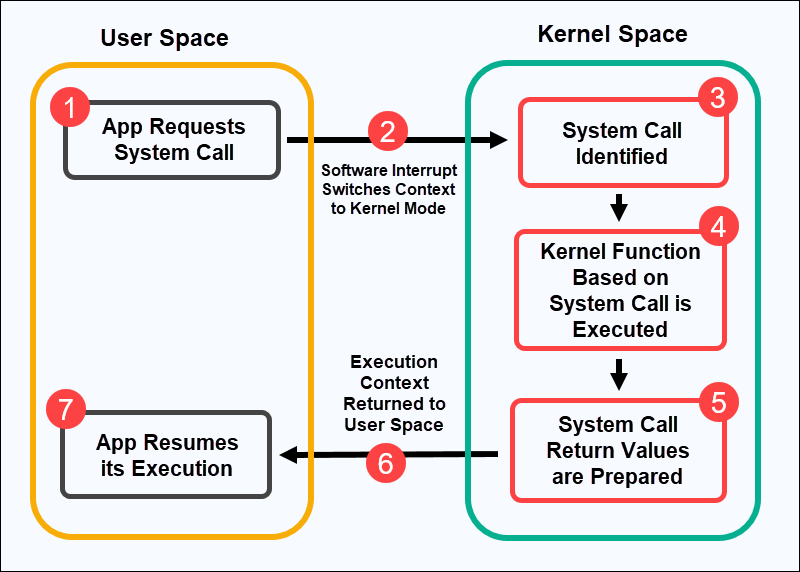 User Space
Kernel Space
1
App Requests
System Call
2
Software Interrupt
Switches Context
to Kernel Mode
3
System Call
Identified
4
Kernel Function
Based on
System Call is
Executed
5
System Call
Return Values
are Prepared
Execution
Context
Returned to
User Space
6
7
App Resumes
its Execution